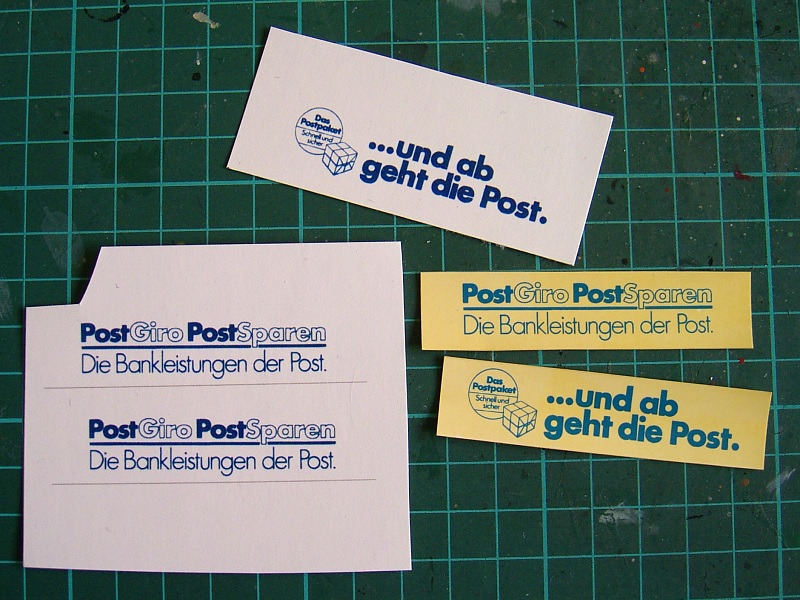 Das
Postpaket
Schnell und
sicher
...und ab
geht die Post.
PostGiro PostSparen
Die Bankleistungen der Post.
PostGiro PostSparen
Die Bankleistungen der Post.
PostGiro PostSparen
Die Bankleistungen der Post.
Das
Postpaket
Schnell und
sicher
...und ab
geht die Post.